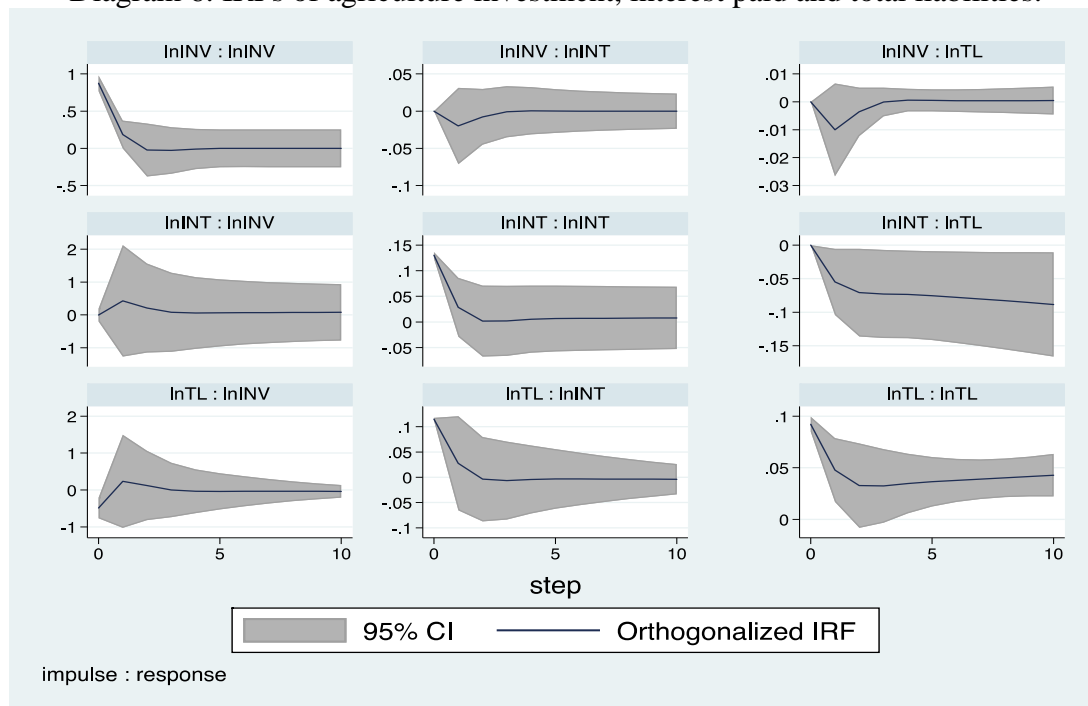 Diagram 6: IRFs of agriculture investment, interest paid and total liabilities.
lnINV : lnINV
lnINV : lnINT
lnINV : lnTL
1
.5
0
-.5
.05
0
-.05
-.1
.01
0
-.01
-.02
-.03
lnINT : lnINV
lnINT : lnINT
lnINT : lnTL
2
1
0
-1
.15
.1
.05
0
-.05
0
-.05
-.1
-.15
lnTL : lnINV
lnTL : lnINT
lnTL : lnTL
2
1
0
-1
.1
.05
0
-.05
-.1
.1
.05
0
0 5 10
0 5 10
0 5 10
step
95% CI Orthogonalized IRF
impulse : response